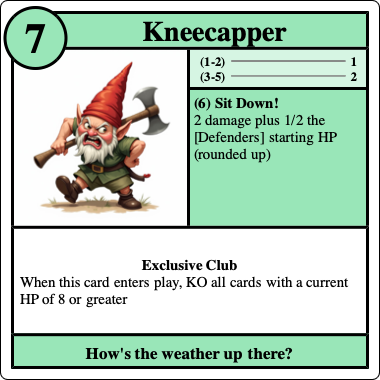 7
Kneecapper
(1-2) 1
(3-5) 2
(6) Sit Down!
2 damage plus 1/2 the
[Defenders] starting HP
(rounded up)
Exclusive Club
When this card enters play, KO all cards with a current
HP of 8 or greater
How's the weather up there?